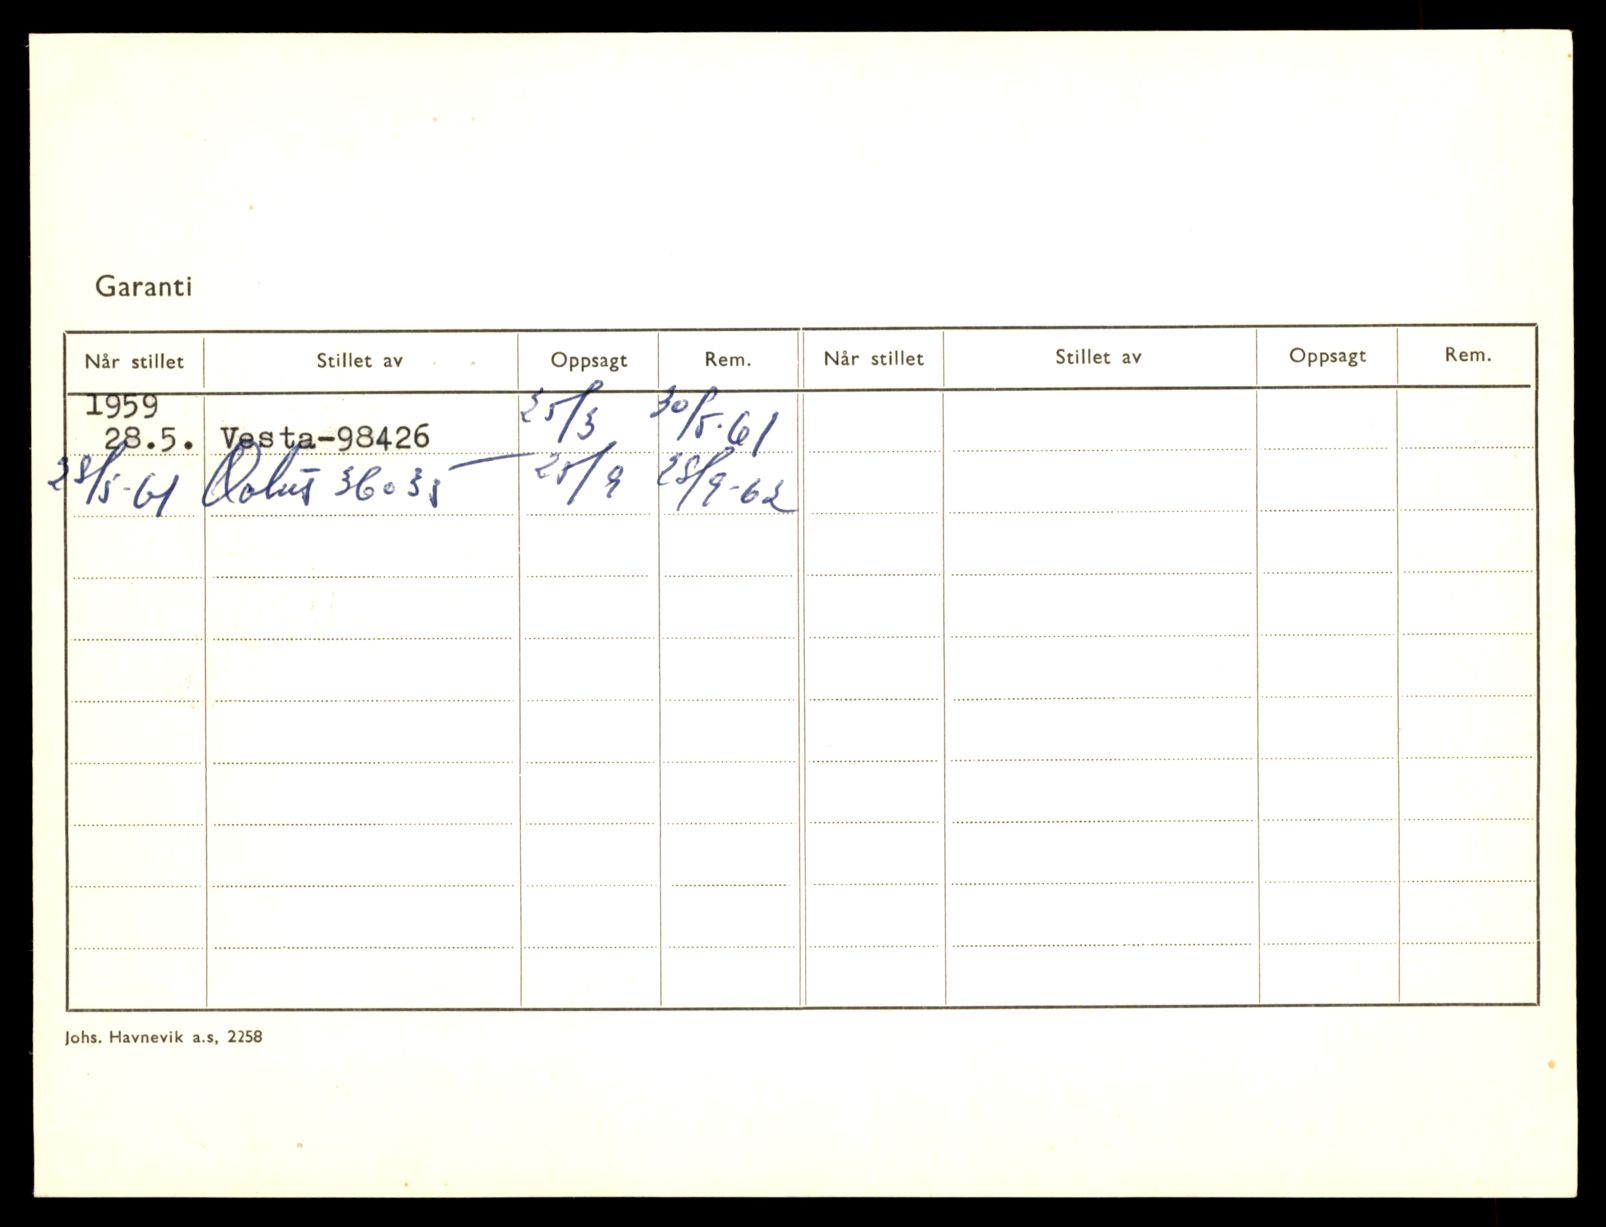 Garanti
Når stillet Stillet av Oppsagt Rem. Når stillet Stillet av Oppsagt Rem.
1959
28.5. Vesta-98426 25/3 30/5-61
28/5-61 36035 25/9 28/9-62
Johs. Havnevik a.s, 2258